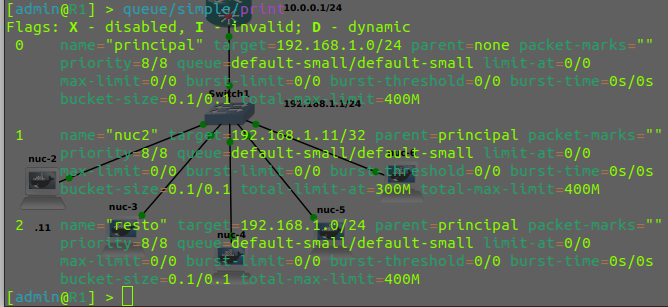 10.0.0.1/24
[admin@R1] > queue/simple/print
Flags: X - disabled, I - invalid; D - dynamic
0 name="principal" target=192.168.1.0/24 parent=none packet-marks=""
priority=8/8 queue=default-small/default-small limit-at=0/0
max-limit=0/0 burst-limit=0/0 burst-threshold=0/0 burst-time=0s/0s
Switch1
bucket-size=0.1/0.1 total-max-limit=400M
192.168.1.1/24
1 name="nuc2" target=192.168.1.11/32 parent=principal packet-marks=""
priority=8/8 queue=default-small/default-small limit-at=0/0
nuc-2
max-limit=0/0 burst-limit=0/0 burst-threshold=0/0 burst-time=0s/0s
bucket-size=0.1/0.1 total-limit-at=300M total-max-limit=400M
nuc-3
nuc-5
.11
2 name="resto" target=192.168.1.0/24 parent=principal packet-marks=""
nuc-4
priority=8/8 queue=default-small/default-small limit-at=0/0
max-limit=0/0 burst-limit=0/0 burst-threshold=0/0 burst-time=0s/0s
bucket-size=0.1/0.1 total-max-limit=400M
[admin@R1] >